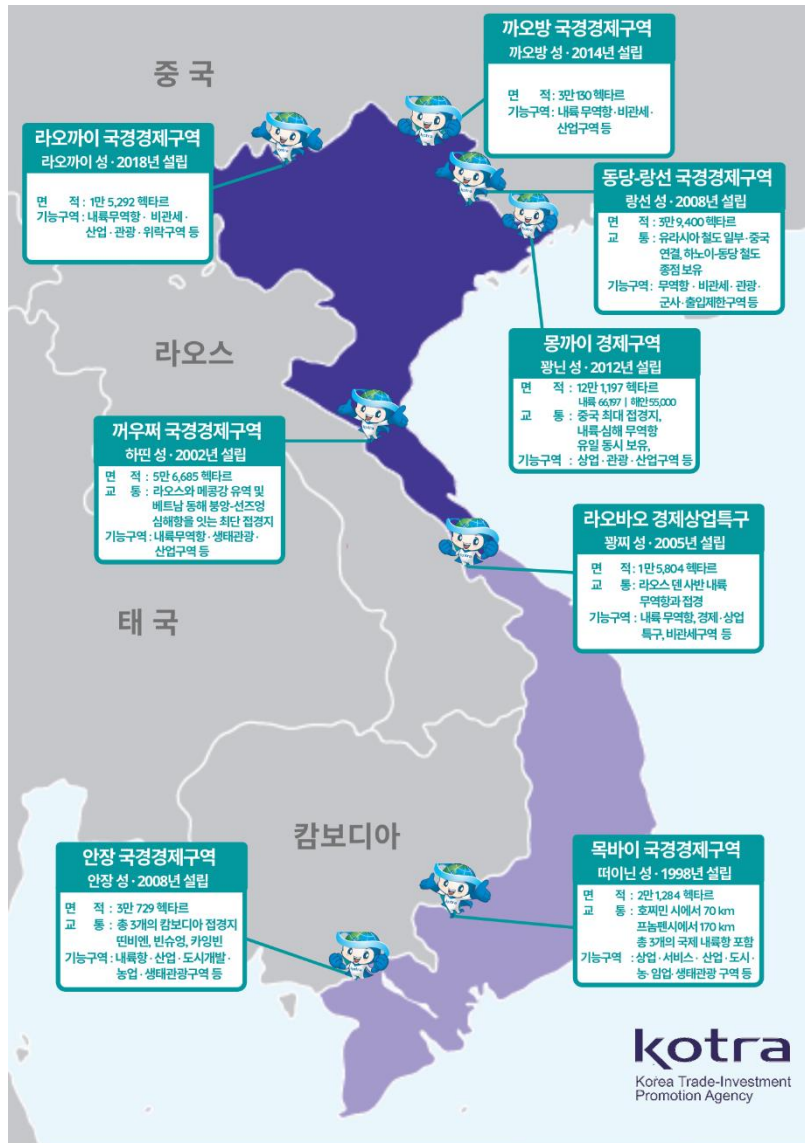 중국
까오방 국경경제구역
까오방 성·2014년 설립
면 적 : 3만 130 헥타르
기능구역 : 내륙 무역항·비관세·
산업구역 등
라오까이 국경경제구역
라오까이 성·2018년 설립
면 적 : 1만 5,292 헥타르
기능구역 : 내륙무역항·비관세·
산업·관광·위락구역 등
동당-랑선 국경경제구역
랑선 성·2008년 설립
면 적 : 3만 9,400 헥타르
교 통 : 유라시아 철도 일부·중국
연결, 하노이-동당 철도
종점 보유
기능구역 : 무역항·비관세·관광·
군사·출입제한구역 등
라오스
몽까이 경제구역
꽝닌 성·2012년 설립
면 적 : 12만 1,197 헥타르
내륙 66,197 | 해안 55,000
교 통 : 중국 최대 접경지,
내륙·심해 무역항
유일 동시 보유,
기능구역 : 상업·관광·산업구역 등
꺼우쩌 국경경제구역
하띤 성·2002년 설립
면 적 : 5만 6,685 헥타르
교 통 : 라오스와 메콩강 유역 및
베트남 동해 붕앙-선즈엉
심해항을 잇는 최단 접경지
기능구역 : 내륙무역항·생태관광·
산업구역 등
라오바오 경제상업특구
꽝찌 성·2005년 설립
면 적 : 1만 5,804 헥타르
교 통 : 라오스 덴 사반 내륙
무역항과 접경
기능구역 : 내륙 무역항, 경제·상업
특구, 비관세구역 등
태국
캄보디아
안장 국경경제구역
안장 성·2008년 설립
면 적 : 3만 729 헥타르
교 통 : 총 3개의 캄보디아 접경지
띤비엔, 빈슈엉, 카잉빈
기능구역 : 내륙항·산업·도시개발·
농업·생태관광구역 등
목바이 국경경제구역
떠이닌 성·1998년 설립
면 적 : 2만 1,284 헥타르
교 통 : 호찌민 시에서 70 km
프놈펜시에서 170 km
총 3개의 국제 내륙항 포함
기능구역 : 상업·서비스·산업·도시·
농·임업·생태관광 구역 등
kotra
Korea Trade-Investment
Promotion Agency